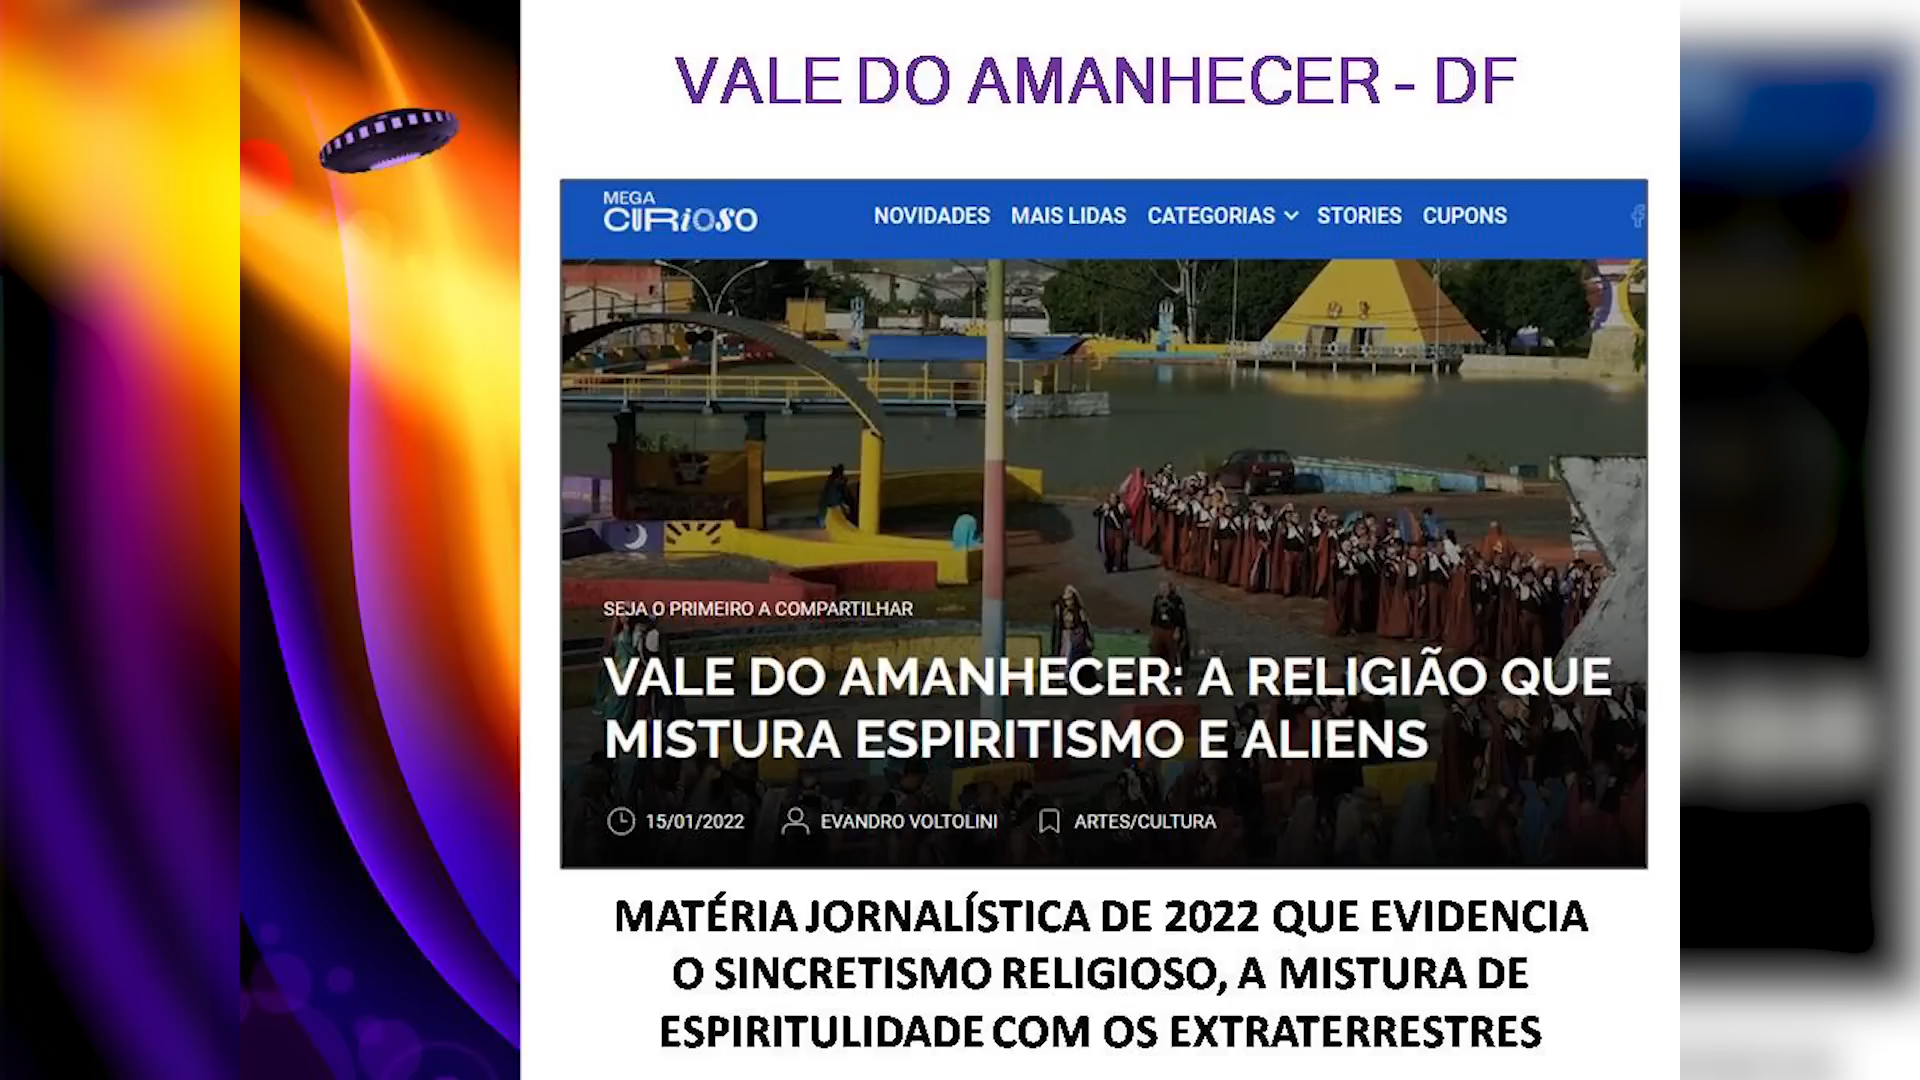 VALE DO AMANHECER - DF
MEGA
CURIOSO
NOVIDADES MAIS LIDAS CATEGORIAS STORIES CUPONS
SEJA O PRIMEIRO A COMPARTILHAR
VALE DO AMANHECER: A RELIGIÃO QUE
MISTURA ESPIRITISMO E ALIENS
15/01/2022 EVANDRO VOLTOLINI ARTES/CULTURA
MATÉRIA JORNALÍSTICA DE 2022 QUE EVIDENCIA
O SINCRETISMO RELIGIOSO, A MISTURA DE
ESPIRITULIDADE COM OS EXTRATERRESTRES